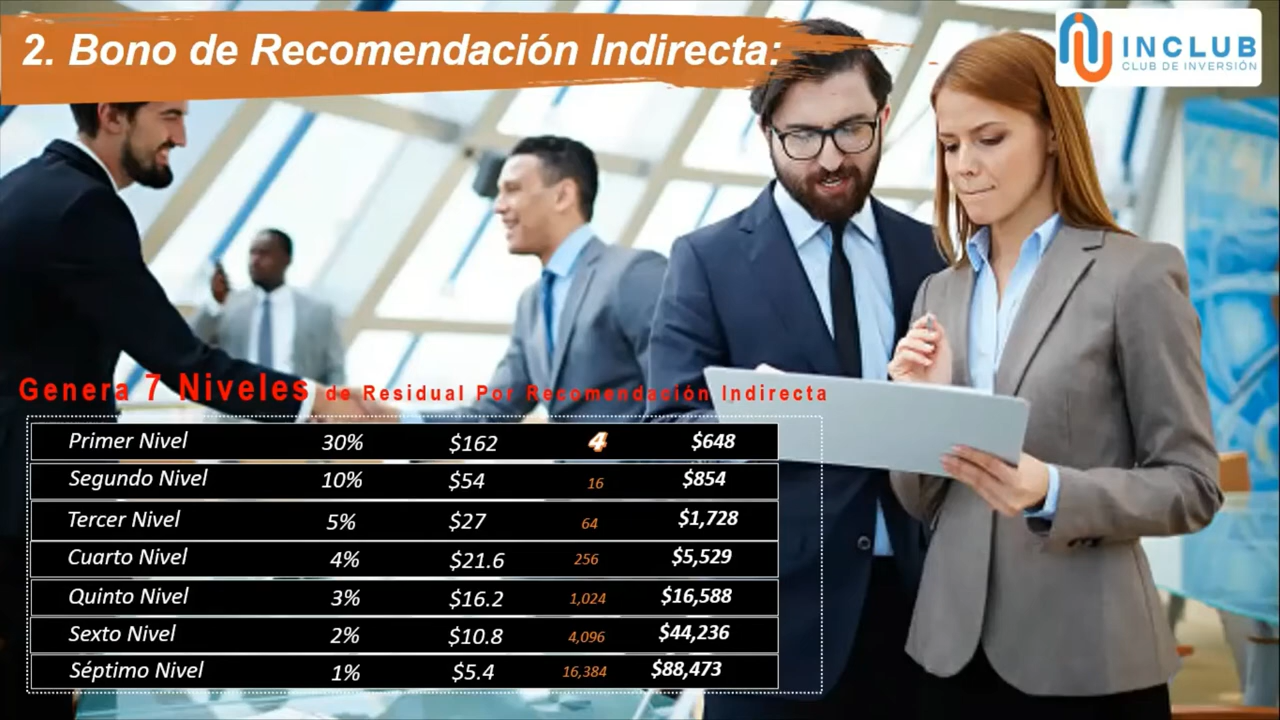 2. Bono de Recomendación Indirecta:
INCLUB
CLUB DE INVERSIÓN
Genera 7 Niveles de Residual Por Recomendación Indirecta
Primer Nivel 30% $162 4 $648
Segundo Nivel 10% $54 16 $854
Tercer Nivel 5% $27 64 $1,728
Cuarto Nivel 4% $21.6 256 $5,529
Quinto Nivel 3% $16.2 1,024 $16,588
Sexto Nivel 2% $10.8 4,096 $44,236
Séptimo Nivel 1% $5.4 16,384 $88,473